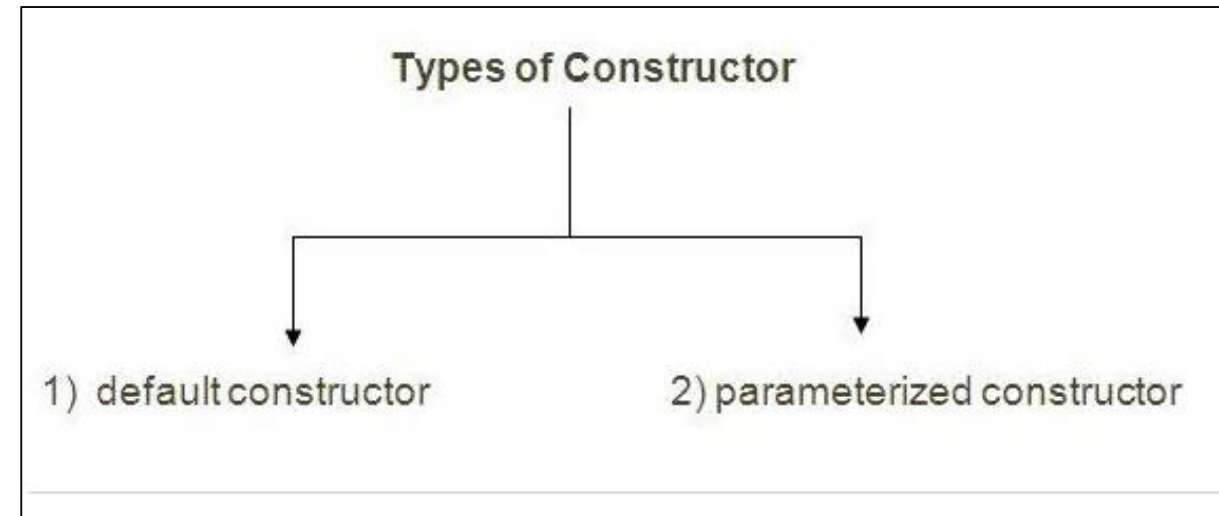 Types of Constructor
1) default constructor
2) parameterized constructor